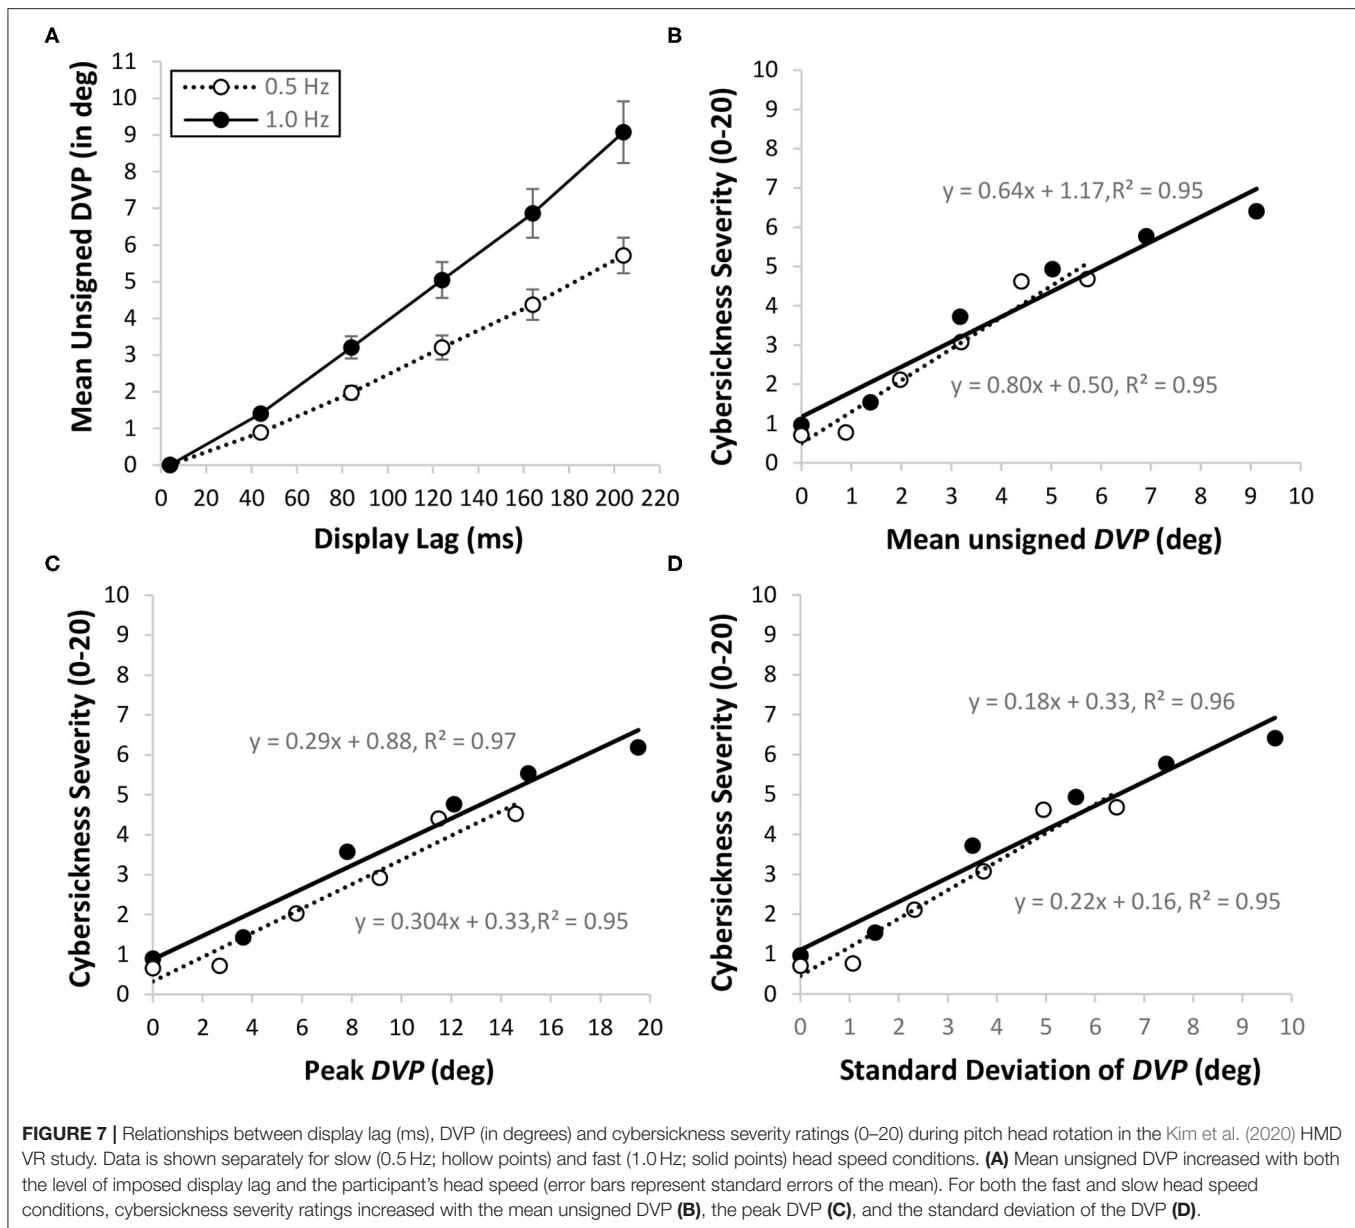 A
Mean Unsigned DVP (in deg)
11
10
9
8
7
6
5
4
3
2
1
0
0.5 Hz
1.0 Hz
0 20 40 60 80 100 120 140 160 180 200 220
Display Lag (ms)
B
Cybersickness Severity (0-20)
10
9
8
7
6
5
4
3
2
1
0
y = 0.64x + 1.17,R² = 0.95
y = 0.80x + 0.50, R² = 0.95
0 1 2 3 4 5 6 7 8 9 10
Mean unsigned DVP (deg)
C
Cybersickness Severity (0-20)
10
9
8
7
6
5
4
3
2
1
0
y = 0.29x + 0.88, R² = 0.97
y = 0.304x + 0.33,R² = 0.95
0 2 4 6 8 10 12 14 16 18 20
Peak DVP (deg)
D
Cybersickness Severity (0-20)
10
9
8
7
6
5
4
3
2
1
0
y = 0.18x + 0.33, R² = 0.96
y = 0.22x + 0.16, R² = 0.95
0 1 2 3 4 5 6 7 8 9 10
Standard Deviation of DVP (deg)
FIGURE 7 | Relationships between display lag (ms), DVP (in degrees) and cybersickness severity ratings (0–20) during pitch head rotation in the Kim et al. (2020) HMD
VR study. Data is shown separately for slow (0.5 Hz; hollow points) and fast (1.0 Hz; solid points) head speed conditions. (A) Mean unsigned DVP increased with both
the level of imposed display lag and the participant's head speed (error bars represent standard errors of the mean). For both the fast and slow head speed
conditions, cybersickness severity ratings increased with the mean unsigned DVP (B), the peak DVP (C), and the standard deviation of the DVP (D).